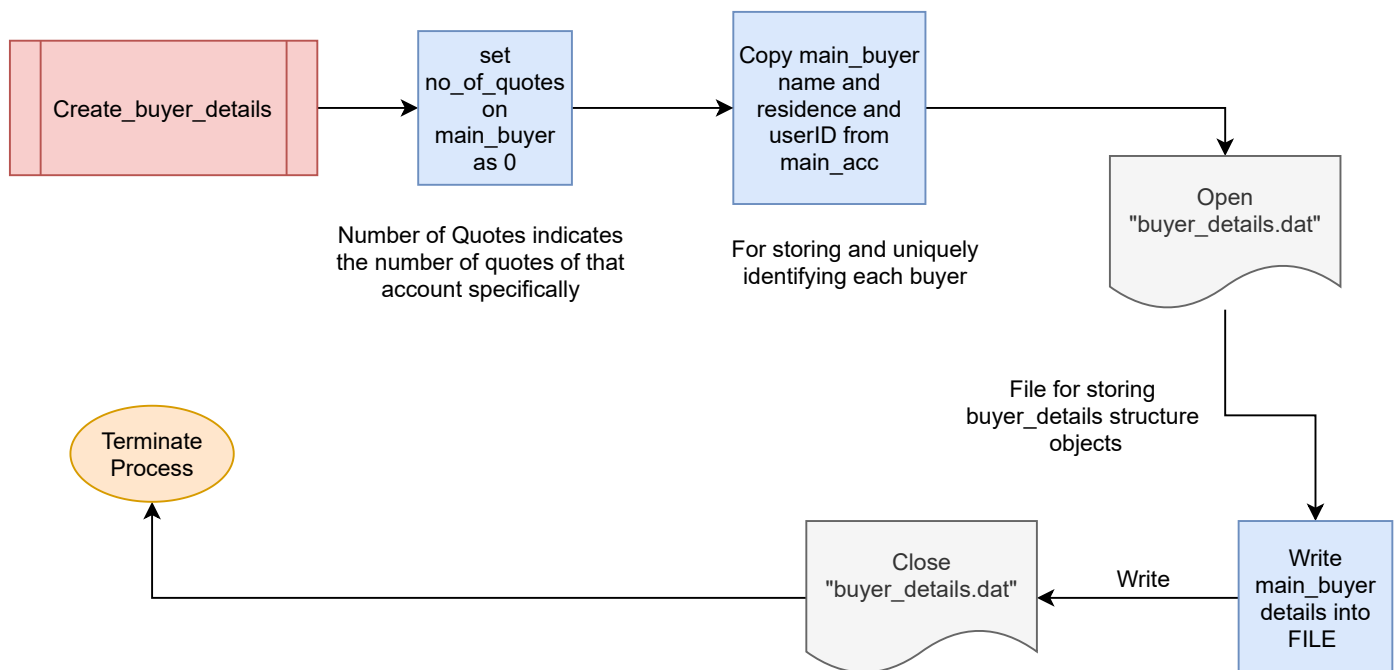 Create_buyer_details
set
no_of_quotes
on
main_buyer
as 0
Copy main_buyer
name and
residence and
userID from
main_acc
Open
"buyer_details.dat"
Number of Quotes indicates
the number of quotes of that
account specifically
For storing and uniquely
identifying each buyer
File for storing
buyer_details structure
objects
Write
main_buyer
details into
FILE
Write
Close
"buyer_details.dat"
Terminate
Process